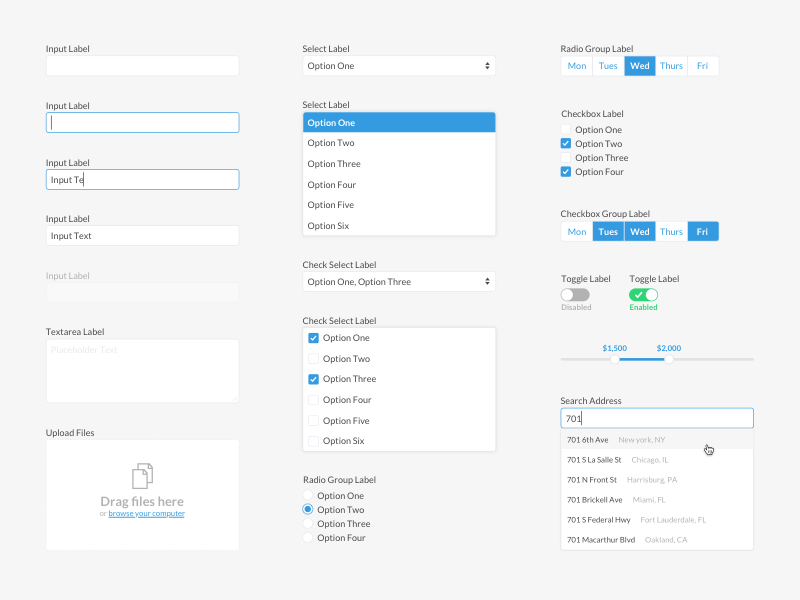 Input Label
Input Label
Input Label
Input Te
Input Label
Input Text
Input Label
Textarea Label
Placeholder Text
Upload Files
Drag files here
or browse your computer
Select Label
Option One
Select Label
Option One
Option Two
Option Three
Option Four
Option Five
Option Six
Check Select Label
Option One, Option Three
Check Select Label
Option One
Option Two
Option Three
Option Four
Option Five
Option Six
Radio Group Label
Option One
Option Two
Option Three
Option Four
Radio Group Label
Mon Tues Wed Thurs Fri
Checkbox Label
Option One
Option Two
Option Three
Option Four
Checkbox Group Label
Mon Tues Wed Thurs Fri
Toggle Label Toggle Label
Disabled Enabled
$1,500 $2,000
Search Address
701
701 6th Ave New york, NY
701 S La Salle St Chicago, IL
701 N Front St Harrisburg, PA
701 Brickell Ave Miami, FL
701 S Federal Hwy Fort Lauderdale, FL
701 Macarthur Blvd Oakland, CA